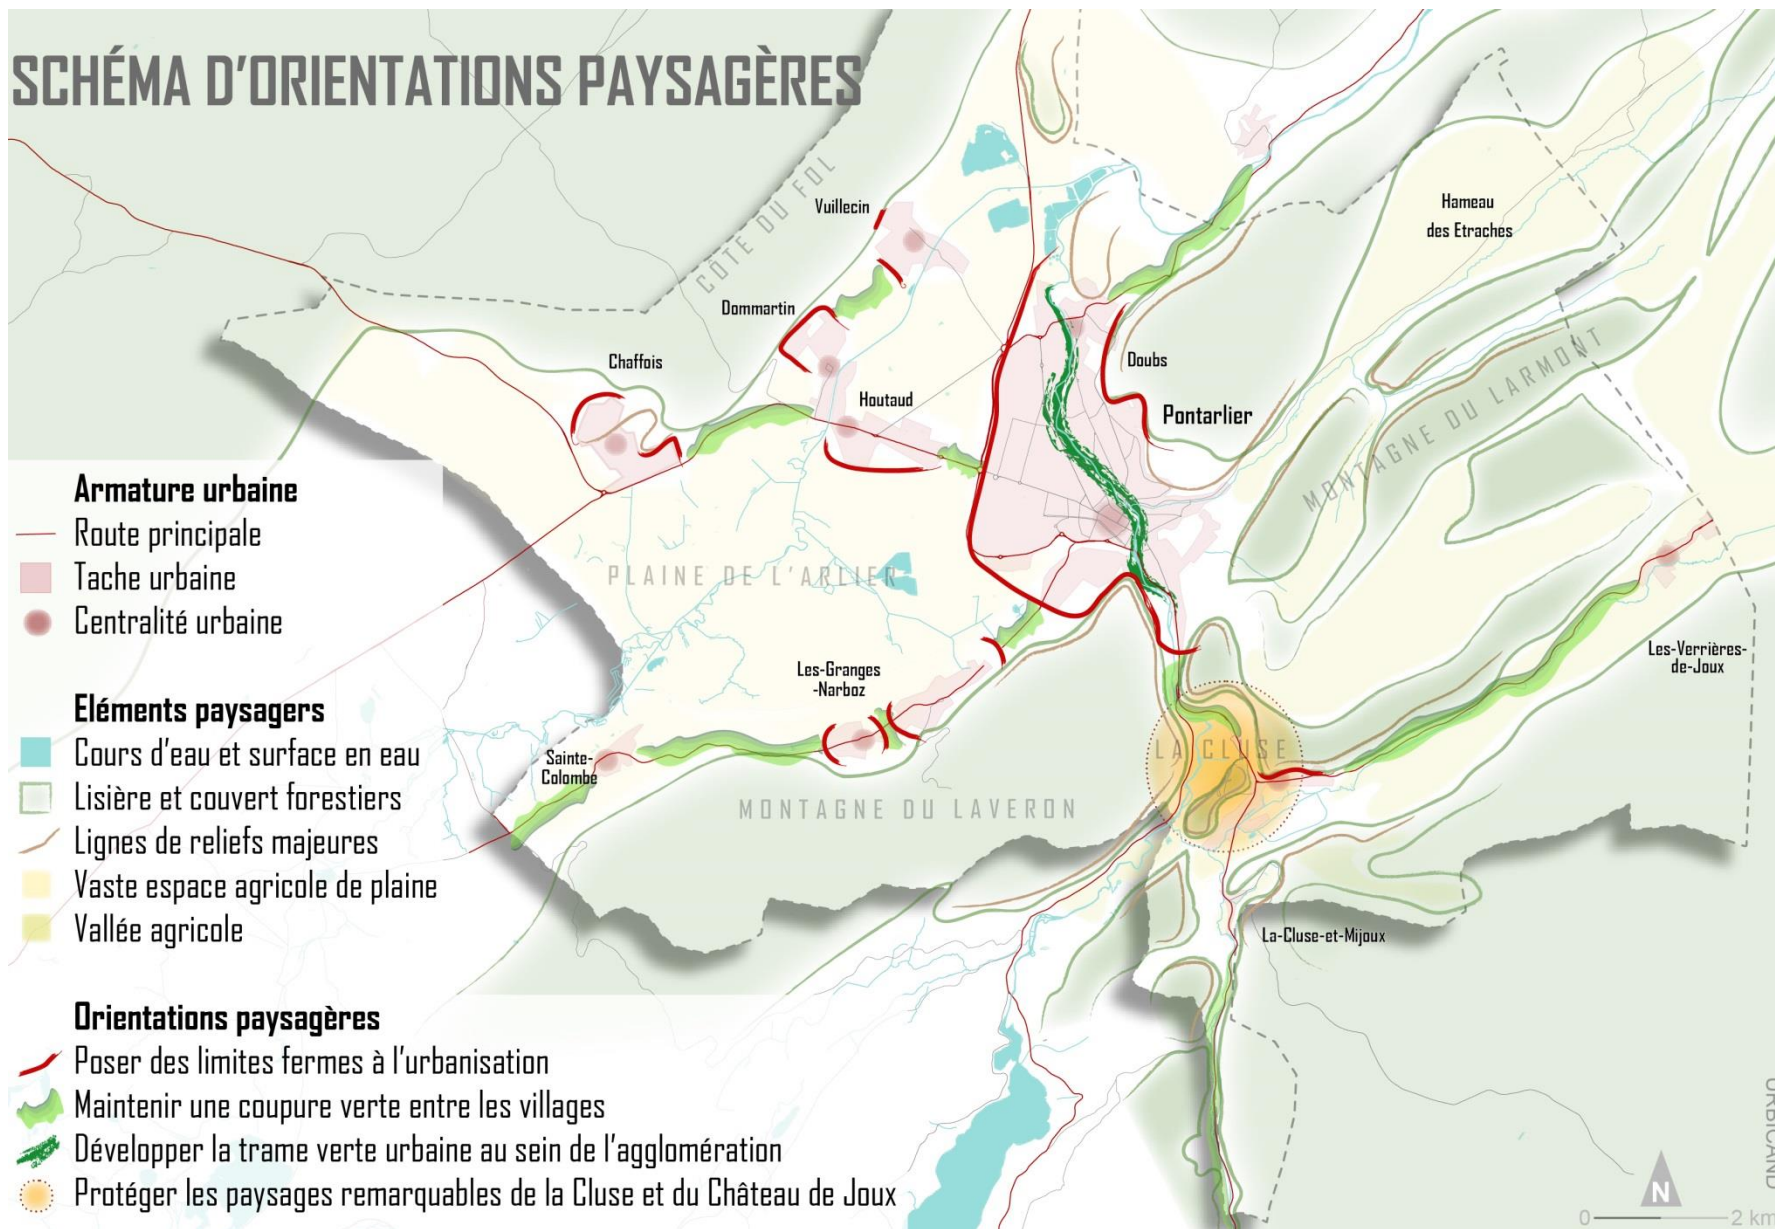 SCHÉMA D'ORIENTATIONS PAYSAGÈRES
CÔTE DU FOL
Vuillecin
Hameau
des Etraches
Dommartin
Chaffois
Doubs
Houtaud
Pontarlier
MONTAGNE DU LARMONT
PLAINE DE L'ARLIER
Les-Granges
-Narboz
Les-Verrières-
de-Joux
Sainte-
Colombe
LA CLUSE
MONTAGNE DU LAVERON
La-Cluse-et-Mijoux
Armature urbaine
Route principale
Tache urbaine
Centralité urbaine
Eléments paysagers
Cours d'eau et surface en eau
Lisière et couvert forestiers
Lignes de reliefs majeures
Vaste espace agricole de plaine
Vallée agricole
Orientations paysagères
Poser des limites fermes à l'urbanisation
Maintenir une coupure verte entre les villages
Développer la trame verte urbaine au sein de l'agglomération
Protéger les paysages remarquables de la Cluse et du Château de Joux
URBICAND
N
0 2 km